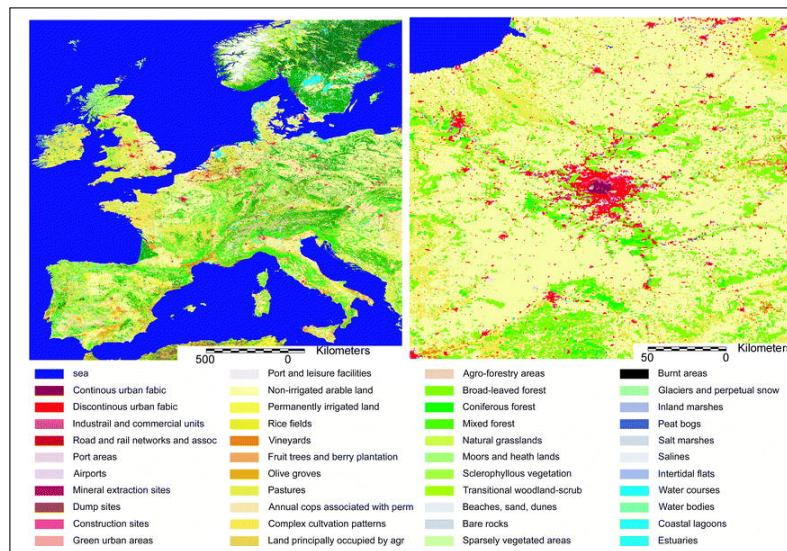 500 0 Kilometers
50 0 Kilometers
sea
Continous urban fabic
Discontinous urban fabic
Industrail and commercial units
Road and rail networks and assoc
Port areas
Airports
Mineral extraction sites
Dump sites
Construction sites
Green urban areas
Port and leisure facilities
Non-irrigated arable land
Permanently irrigated land
Rice fields
Vineyards
Fruit trees and berry plantation
Olive groves
Pastures
Annual cops associated with perm
Complex cultivation patterns
Land principally occupied by agr
Agro-forestry areas
Broad-leaved forest
Coniferous forest
Mixed forest
Natural grasslands
Moors and heath lands
Sclerophyllous vegetation
Transitional woodland-scrub
Beaches, sand, dunes
Bare rocks
Sparsely vegetated areas
Burnt areas
Glaciers and perpetual snow
Inland marshes
Peat bogs
Salt marshes
Salines
Intertidal flats
Water courses
Water bodies
Coastal lagoons
Estuaries